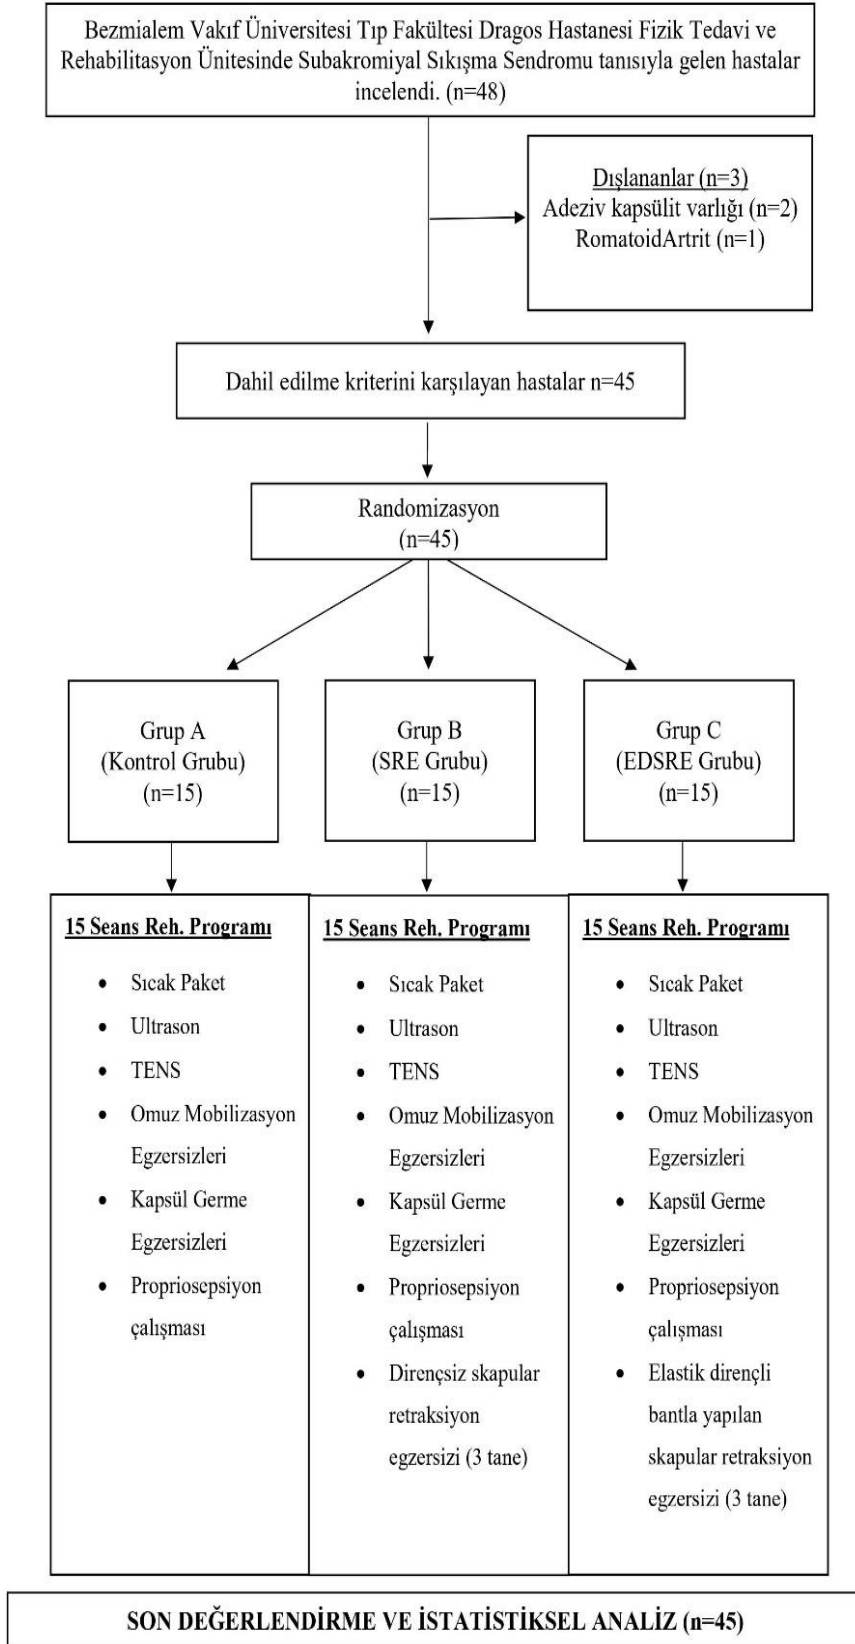 Bezmialem Vakıf Üniversitesi Tıp Fakültesi Dragos Hastanesi Fizik Tedavi ve
Rehabilitasyon Ünitesinde Subakromiyal Sıkışma Sendromu tanısıyla gelen hastalar
incelendi. (n=48)
Dışlananlar (n=3)
Adeziv kapsülit varlığı (n=2)
RomatoidArtrit (n=1)
Dahil edilme kriterini karşılayan hastalar n=45
Randomizasyon
(n=45)
Grup A
(Kontrol Grubu)
(n=15)
Grup B
(SRE Grubu)
(n=15)
Grup C
(EDSRE Grubu)
(n=15)
15 Seans Reh. Programı
• Sıcak Paket
• Ultrason
• TENS
• Omuz Mobilizasyon
Egzersizleri
• Kapsül Germe
Egzersizleri
• Propriosepsiyon
çalışması
15 Seans Reh. Programı
• Sıcak Paket
• Ultrason
• TENS
• Omuz Mobilizasyon
Egzersizleri
• Kapsül Germe
Egzersizleri
• Propriosepsiyon
çalışması
• Dirençsiz skapular
retraksiyon
egzersizi (3 tane)
15 Seans Reh. Programı
• Sıcak Paket
• Ultrason
• TENS
• Omuz Mobilizasyon
Egzersizleri
• Kapsül Germe
Egzersizleri
• Propriosepsiyon
çalışması
• Elastik dirençli
bantla yapılan
skapular retraksiyon
egzersizi (3 tane)
SON DEĞERLENDİRME VE İSTATİSTİKSEL ANALİZ (n=45)